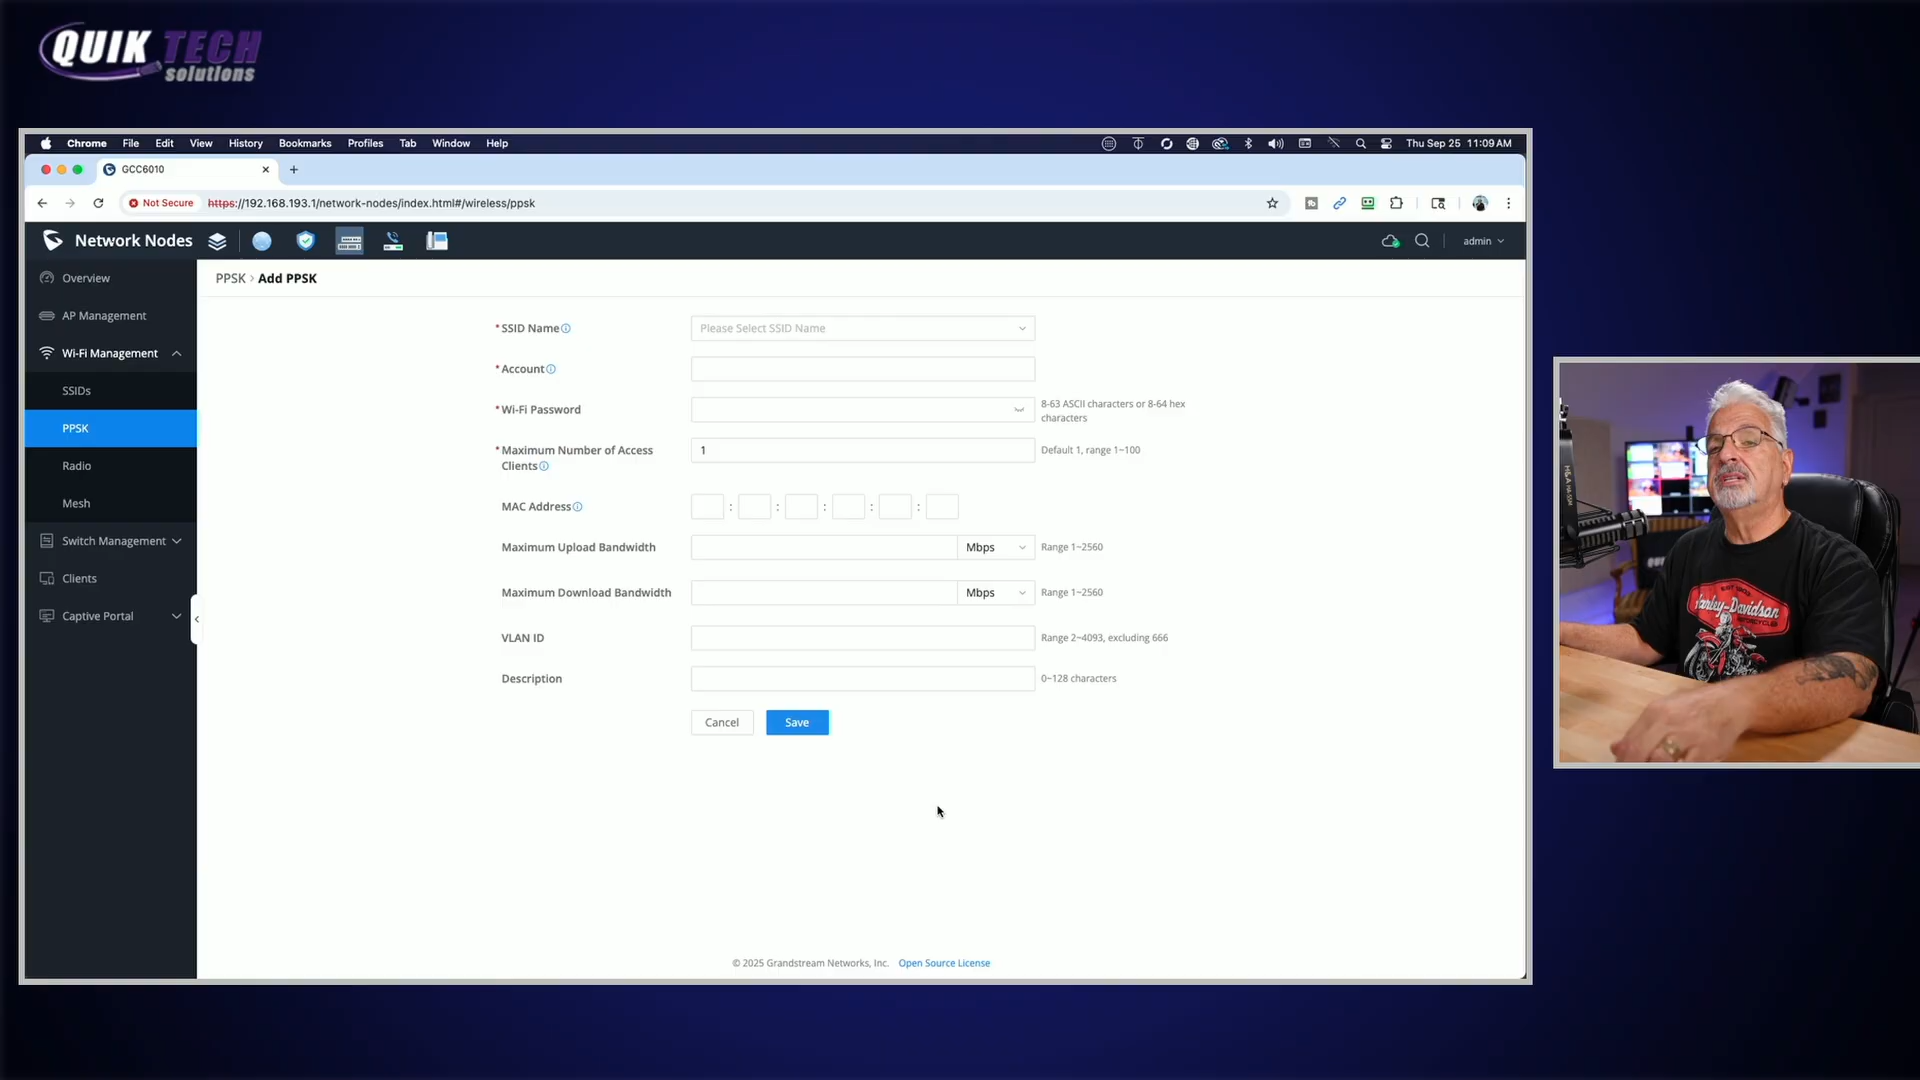 QUIK TECH
solutions
Chrome File Edit View History Bookmarks Profiles Tab Window Help
Thu Sep 25 11:09 AM
GCC6010
Not Secure https://192.168.193.1/network-nodes/index.html#/wireless/ppsk
Network Nodes
admin
Overview
AP Management
Wi-Fi Management
SSIDs
PPSK
Radio
Mesh
Switch Management
Clients
Captive Portal
PPSK > Add PPSK
* SSID Name Please Select SSID Name
* Account
* Wi-Fi Password 8-63 ASCII characters or 8-64 hex
characters
* Maximum Number of Access
Clients 1 Default 1, range 1~100
MAC Address : : : : :
Maximum Upload Bandwidth Mbps Range 1~2560
Maximum Download Bandwidth Mbps Range 1~2560
VLAN ID Range 2~4093, excluding 666
Description 0~128 characters
Cancel Save
© 2025 Grandstream Networks, Inc. Open Source License
Harley-Davidson